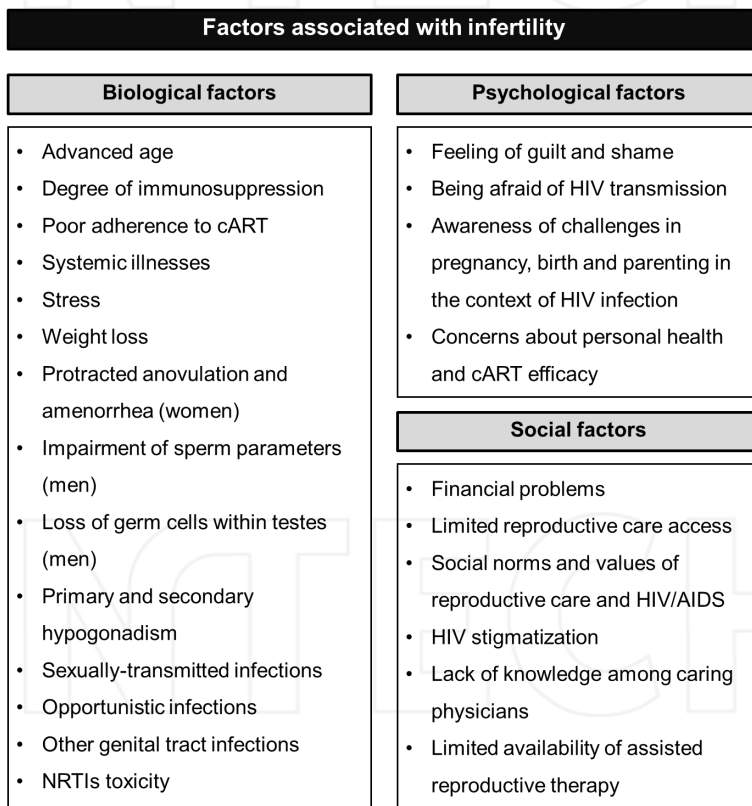 Factors associated with infertility
Biological factors
• Advanced age
• Degree of immunosuppression
• Poor adherence to cART
• Systemic illnesses
• Stress
• Weight loss
• Protracted anovulation and
amenorrhea (women)
• Impairment of sperm parameters
(men)
• Loss of germ cells within testes
(men)
• Primary and secondary
hypogonadism
• Sexually-transmitted infections
• Opportunistic infections
• Other genital tract infections
• NRTIs toxicity
Psychological factors
• Feeling of guilt and shame
• Being afraid of HIV transmission
• Awareness of challenges in
pregnancy, birth and parenting in
the context of HIV infection
• Concerns about personal health
and cART efficacy
Social factors
• Financial problems
• Limited reproductive care access
• Social norms and values of
reproductive care and HIV/AIDS
• HIV stigmatization
• Lack of knowledge among caring
physicians
• Limited availability of assisted
reproductive therapy